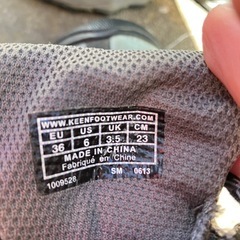 WWW.KEENFOOTWEAR.COM
EU US UK CM
36 6 3.5 23
MADE IN CHINA
Fabriqué en Chine
1009528 SM 0613